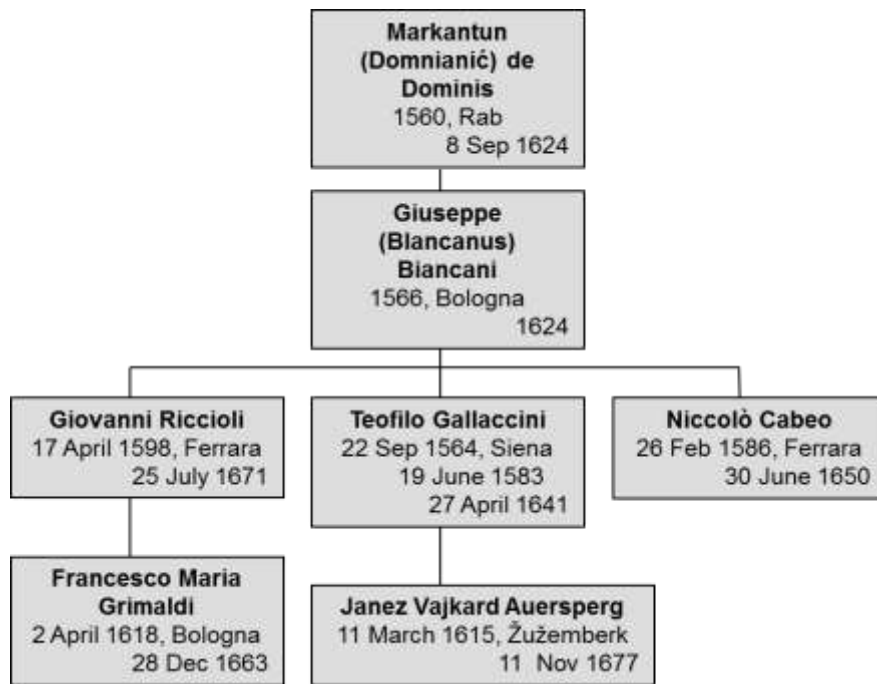 Markantun
(Domnianić) de
Dominis
1560, Rab
8 Sep 1624
Giuseppe
(Blancanus)
Biancani
1566, Bologna
1624
Giovanni Riccioli
17 April 1598, Ferrara
25 July 1671
Teofilo Gallaccini
22 Sep 1564, Siena
19 June 1583
27 April 1641
Niccolò Cabeo
26 Feb 1586, Ferrara
30 June 1650
Francesco Maria
Grimaldi
2 April 1618, Bologna
28 Dec 1663
Janez Vajkard Auersperg
11 March 1615, Žužemberk
11 Nov 1677